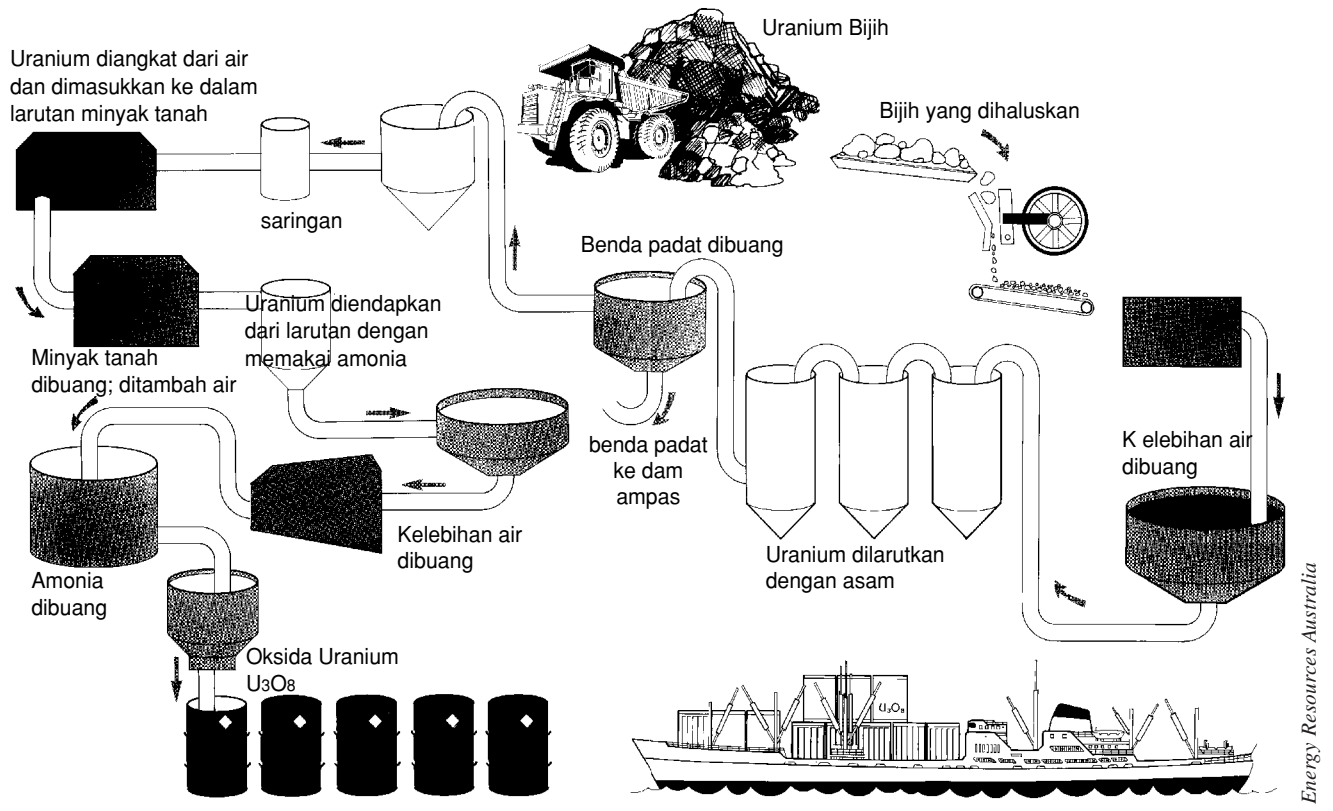 Uranium Bijih
Bijih yang dihaluskan
Uranium diangkat dari air
dan dimasukkan ke dalam
larutan minyak tanah
saringan
Benda padat dibuang
Uranium diendapkan
dari larutan dengan
memakai amonia
Minyak tanah
dibuang; ditambah air
benda padat
ke dam
ampas
K elebihan air
dibuang
Kelebihan air
dibuang
Uranium dilarutkan
dengan asam
Amonia
dibuang
Oksida Uranium
U3O8
U3O8
Energy Resources Australia